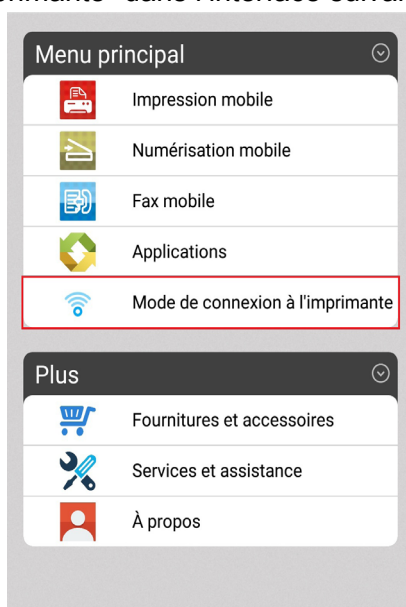 Menu principal
Impression mobile
Numérisation mobile
Fax mobile
Applications
Mode de connexion à l'imprimante
Plus
Fournitures et accessoires
Services et assistance
À propos